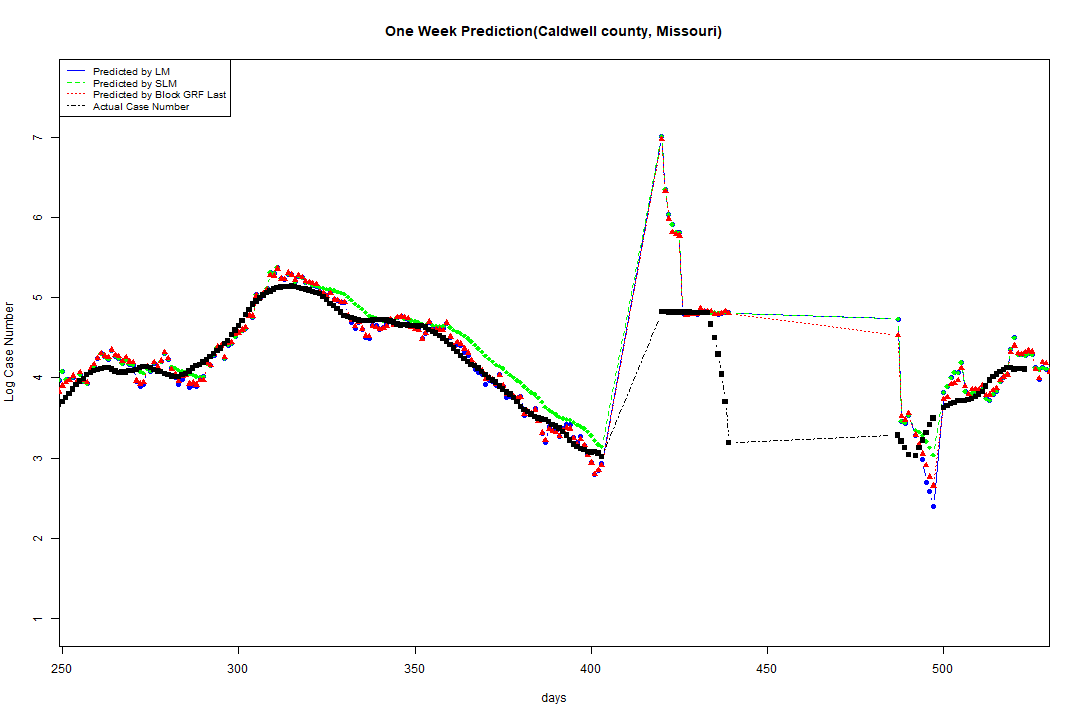 One Week Prediction(Caldwell county, Missouri)
Predicted by LM
Predicted by SLM
Predicted by Block GRF Last
Actual Case Number
7
6
5
4
3
2
1
Log Case Number
250 300 350 400 450 500
days